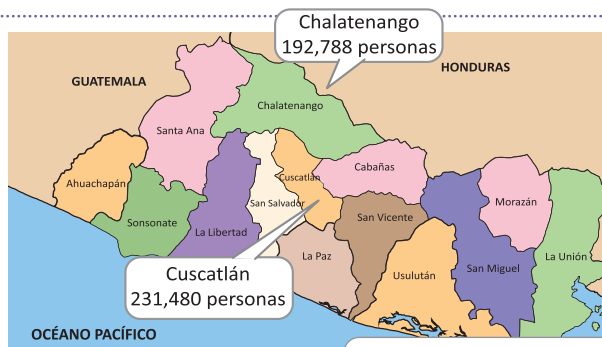 Chalatenango
192,788 personas
GUATEMALA
HONDURAS
Chalatenango
Santa Ana
Cuscatlán
Cabañas
Ahuachapán
San Salvador
Morazán
Sonsonate
La Libertad
San Vicente
La Paz
Usulután
San Miguel
La Unión
Cuscatlán
231,480 personas
OCÉANO PACÍFICO